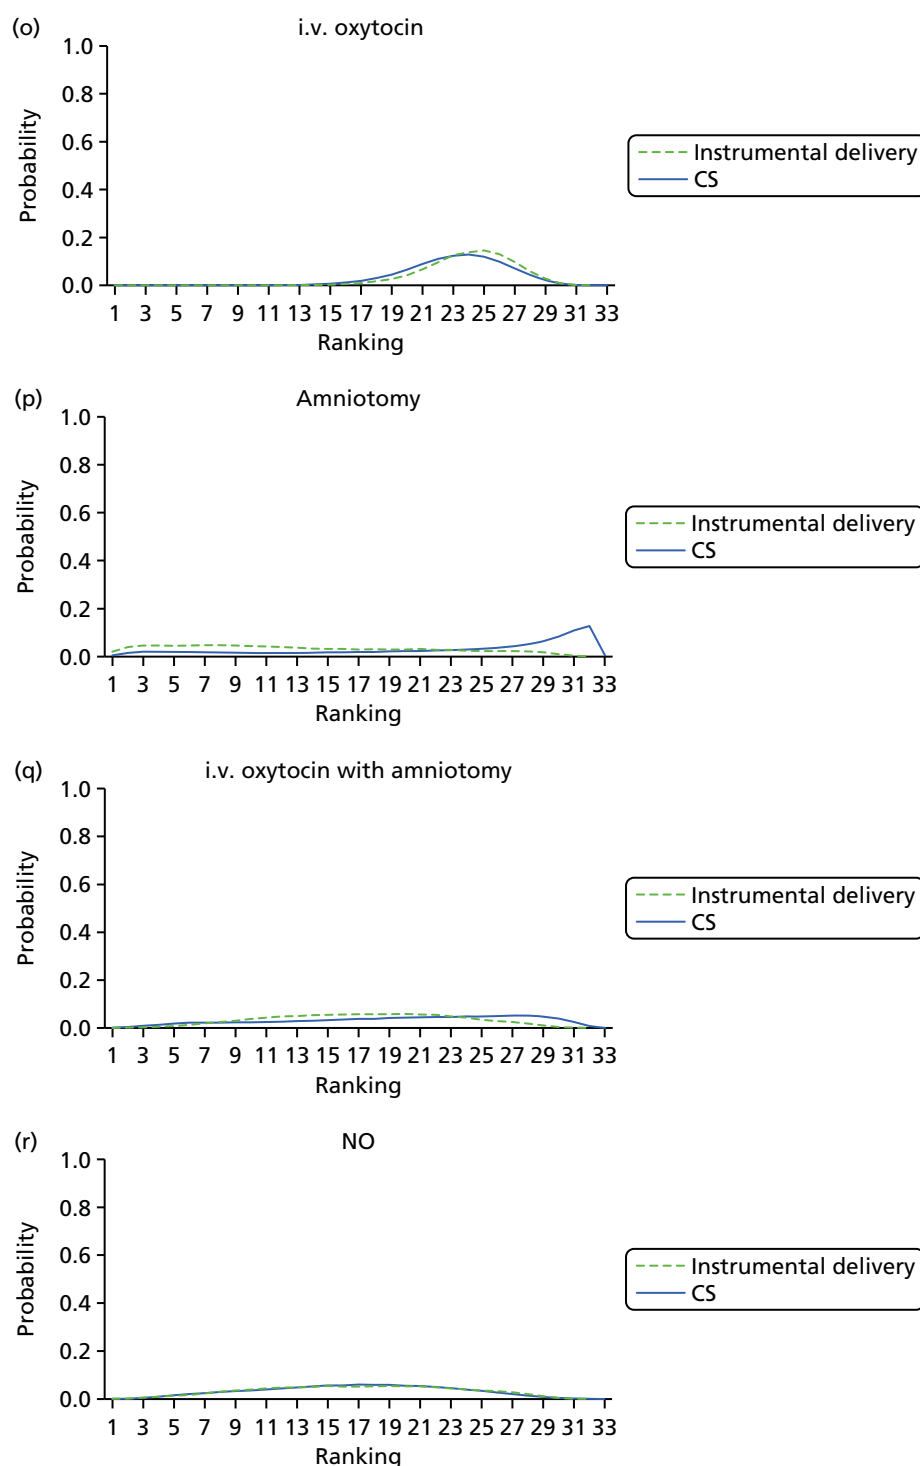 (o)
i.v. oxytocin
1.0
0.8
0.6
0.4
0.2
0.0
Probability
1 3 5 7 9 11 13 15 17 19 21 23 25 27 29 31 33
Ranking
Instrumental delivery
CS
(p)
Amniotomy
1.0
0.8
0.6
0.4
0.2
0.0
Probability
1 3 5 7 9 11 13 15 17 19 21 23 25 27 29 31 33
Ranking
Instrumental delivery
CS
(q)
i.v. oxytocin with amniotomy
1.0
0.8
0.6
0.4
0.2
0.0
Probability
1 3 5 7 9 11 13 15 17 19 21 23 25 27 29 31 33
Ranking
Instrumental delivery
CS
(r)
NO
1.0
0.8
0.6
0.4
0.2
0.0
Probability
1 3 5 7 9 11 13 15 17 19 21 23 25 27 29 31 33
Ranking
Instrumental delivery
CS